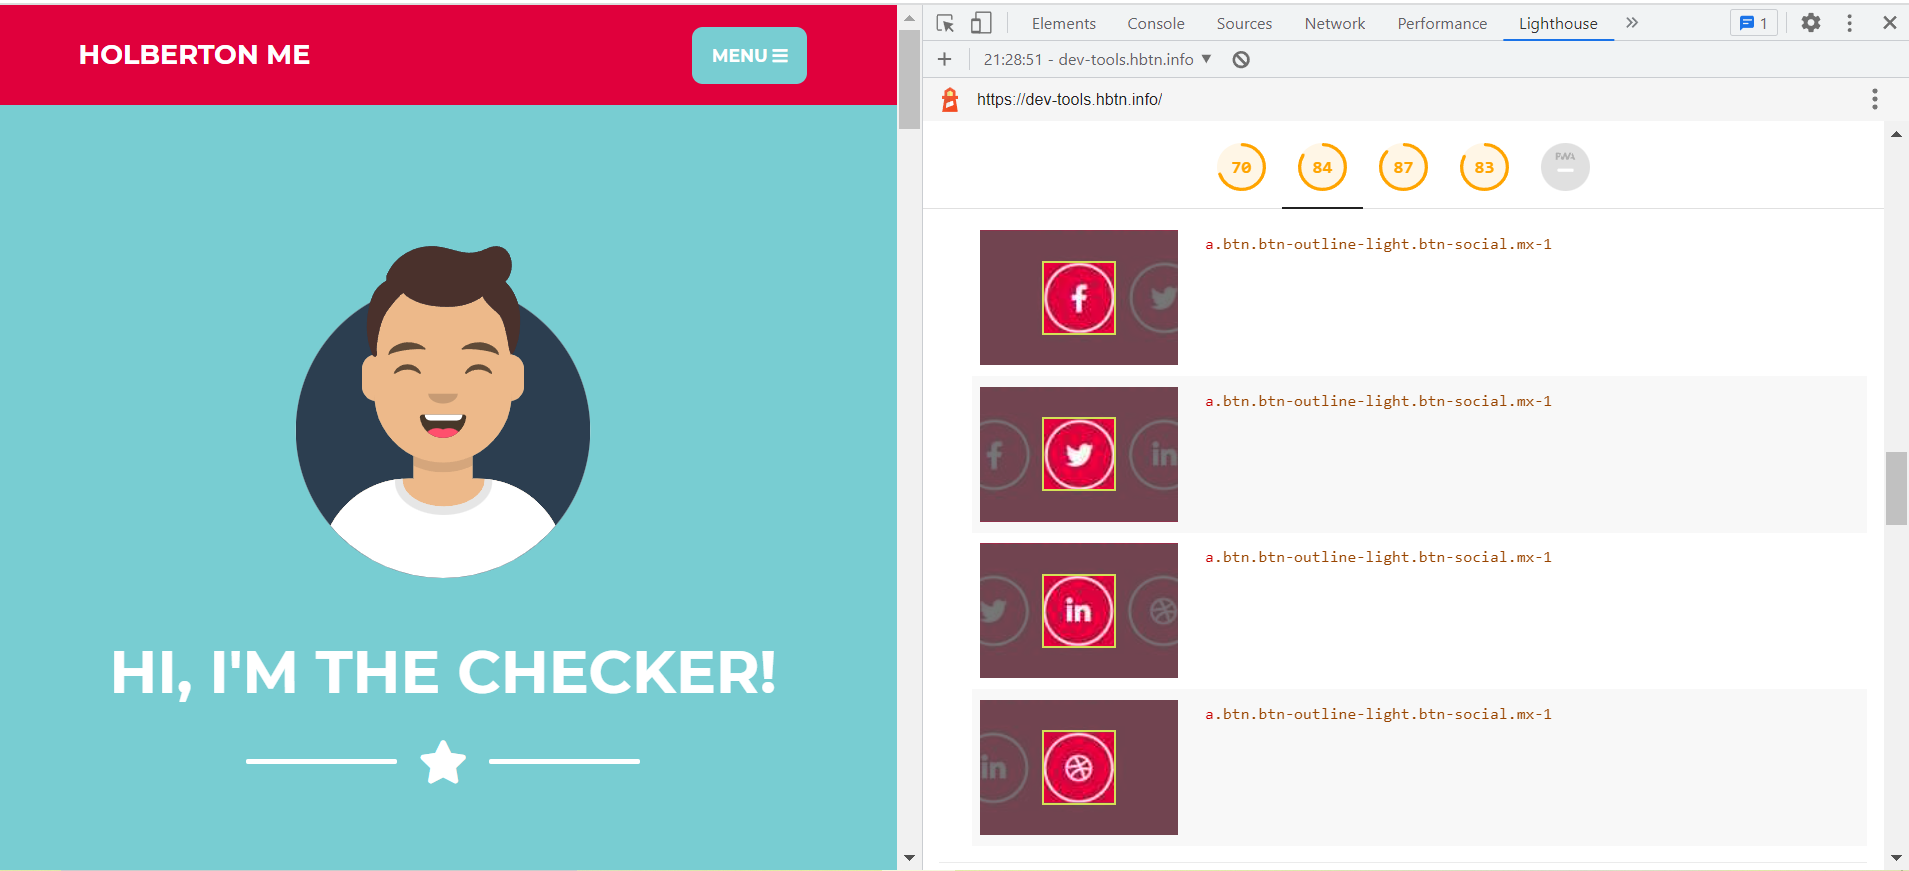 HOLBERTON ME
MENU
HI, I'M THE CHECKER!
Elements Console Sources Network Performance Lighthouse
1
21:28:51 - dev-tools.hbtn.info
https://dev-tools.hbtn.info/
70 84 87 83 PWA
a.btn.btn-outline-light.btn-social.mx-1
a.btn.btn-outline-light.btn-social.mx-1
in
a.btn.btn-outline-light.btn-social.mx-1
in
a.btn.btn-outline-light.btn-social.mx-1
in